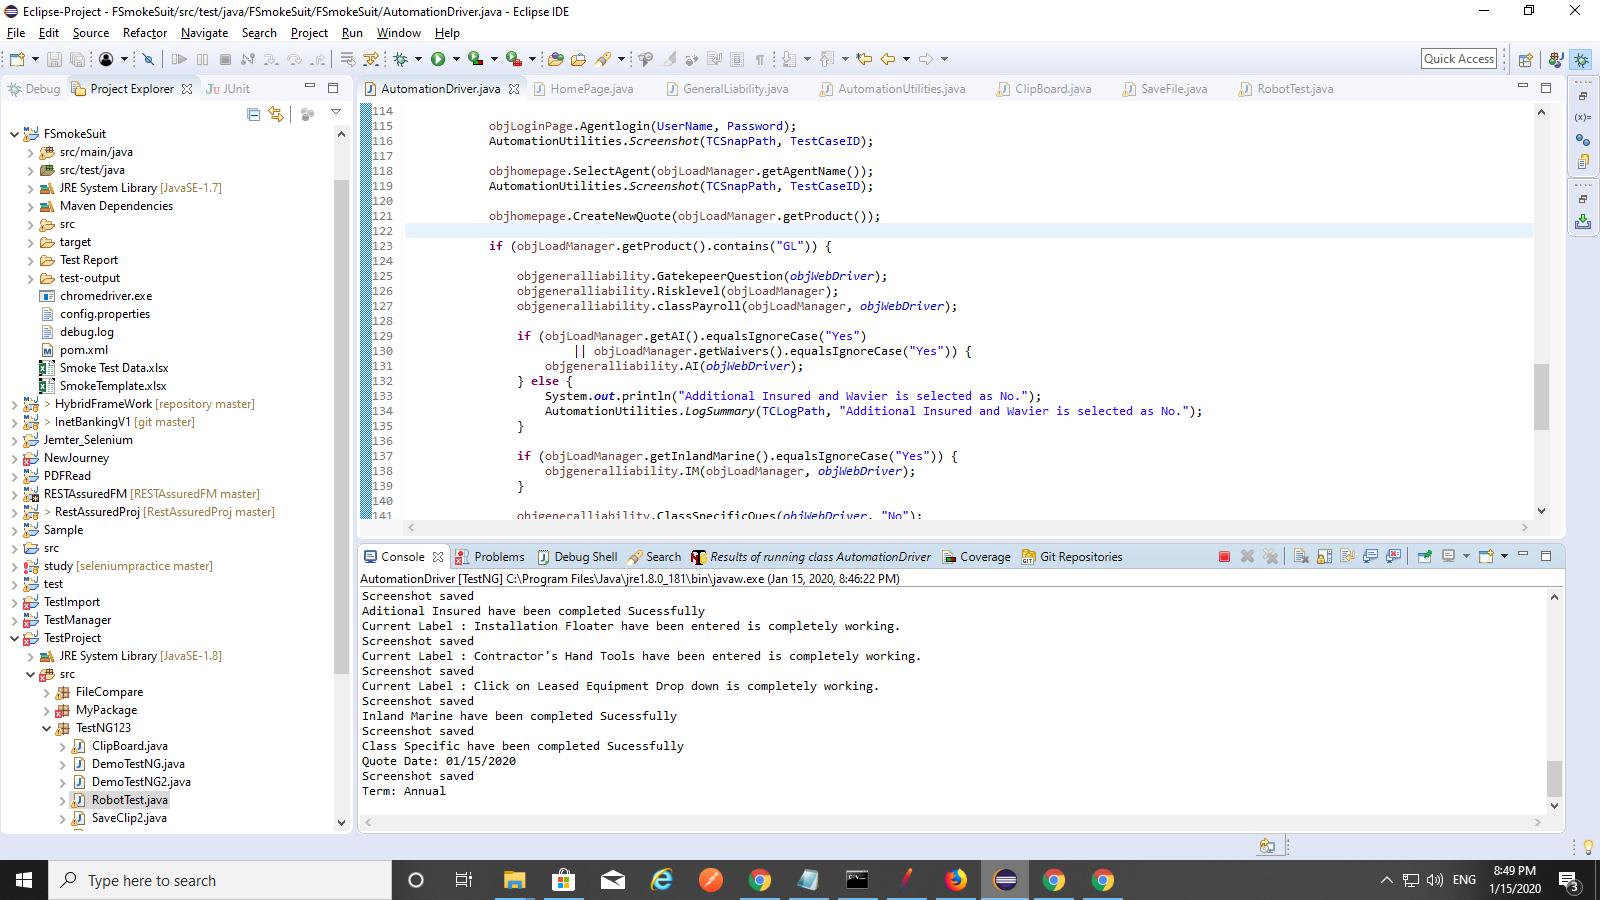 Eclipse-Project - FSmokeSuit/src/test/java/FSmokeSuit/FSmokeSuit/AutomationDriver.java - Eclipse IDE
File Edit Source Refactor Navigate Search Project Run Window Help
Quick Access
Debug Project Explorer JUnit
FSmokeSuit
src/main/java
src/test/java
JRE System Library [JavaSE-1.7]
Maven Dependencies
src
target
Test Report
test-output
chromedriver.exe
config.properties
debug.log
pom.xml
Smoke Test Data.xlsx
SmokeTemplate.xlsx
> HybridFrameWork [repository master]
> InetBankingV1 [git master]
Jemter_Selenium
NewJourney
PDFRead
RESTAssuredFM [RESTAssuredFM master]
> RestAssuredProj [RestAssuredProj master]
Sample
src
study [seleniumpractice master]
test
TestImport
TestManager
TestProject
JRE System Library [JavaSE-1.8]
src
FileCompare
MyPackage
TestNG123
ClipBoard.java
DemoTestNG.java
DemoTestNG2.java
RobotTest.java
SaveClip2.java
AutomationDriver.java HomePage.java GeneralLiability.java AutomationUtilities.java ClipBoard.java SaveFile.java RobotTest.java
114
115 objLoginPage.Agentlogin(UserName, Password);
116 AutomationUtilities.Screenshot(TCSnapPath, TestCaseID);
117
118 objhomepage.SelectAgent(objLoadManager.getAgentName());
119 AutomationUtilities.Screenshot(TCSnapPath, TestCaseID);
120
121 objhomepage.CreateNewQuote(objLoadManager.getProduct());
122
123 if (objLoadManager.getProduct().contains("GL")) {
124
125 objgeneralliability.GatekepeerQuestion(objWebDriver);
126 objgeneralliability.Risklevel(objLoadManager);
127 objgeneralliability.classPayroll(objLoadManager, objWebDriver);
128
129 if (objLoadManager.getAI().equalsIgnoreCase("Yes")
130 || objLoadManager.getWaivers().equalsIgnoreCase("Yes")) {
131 objgeneralliability.AI(objWebDriver);
132 } else {
133 System.out.println("Additional Insured and Wavier is selected as No.");
134 AutomationUtilities.LogSummary(TCLogPath, "Additional Insured and Wavier is selected as No.");
135 }
136
137 if (objLoadManager.getInlandMarine().equalsIgnoreCase("Yes")) {
138 objgeneralliability.IM(objLoadManager, objWebDriver);
139 }
140
141 objgeneralliability.ClassSpecificQues(objWebDriver, "No");
Console Problems Debug Shell Search Results of running class AutomationDriver Coverage Git Repositories
AutomationDriver [TestNG] C:\Program Files\Java\jre1.8.0_181\bin\javaw.exe (Jan 15, 2020, 8:46:22 PM)
Screenshot saved
Aditional Insured have been completed Sucessfully
Current Label : Installation Floater have been entered is completely working.
Screenshot saved
Current Label : Contractor's Hand Tools have been entered is completely working.
Screenshot saved
Current Label : Click on Leased Equipment Drop down is completely working.
Screenshot saved
Inland Marine have been completed Sucessfully
Screenshot saved
Class Specific have been completed Sucessfully
Quote Date: 01/15/2020
Screenshot saved
Term: Annual
Type here to search
ENG
8:49 PM
1/15/2020
3